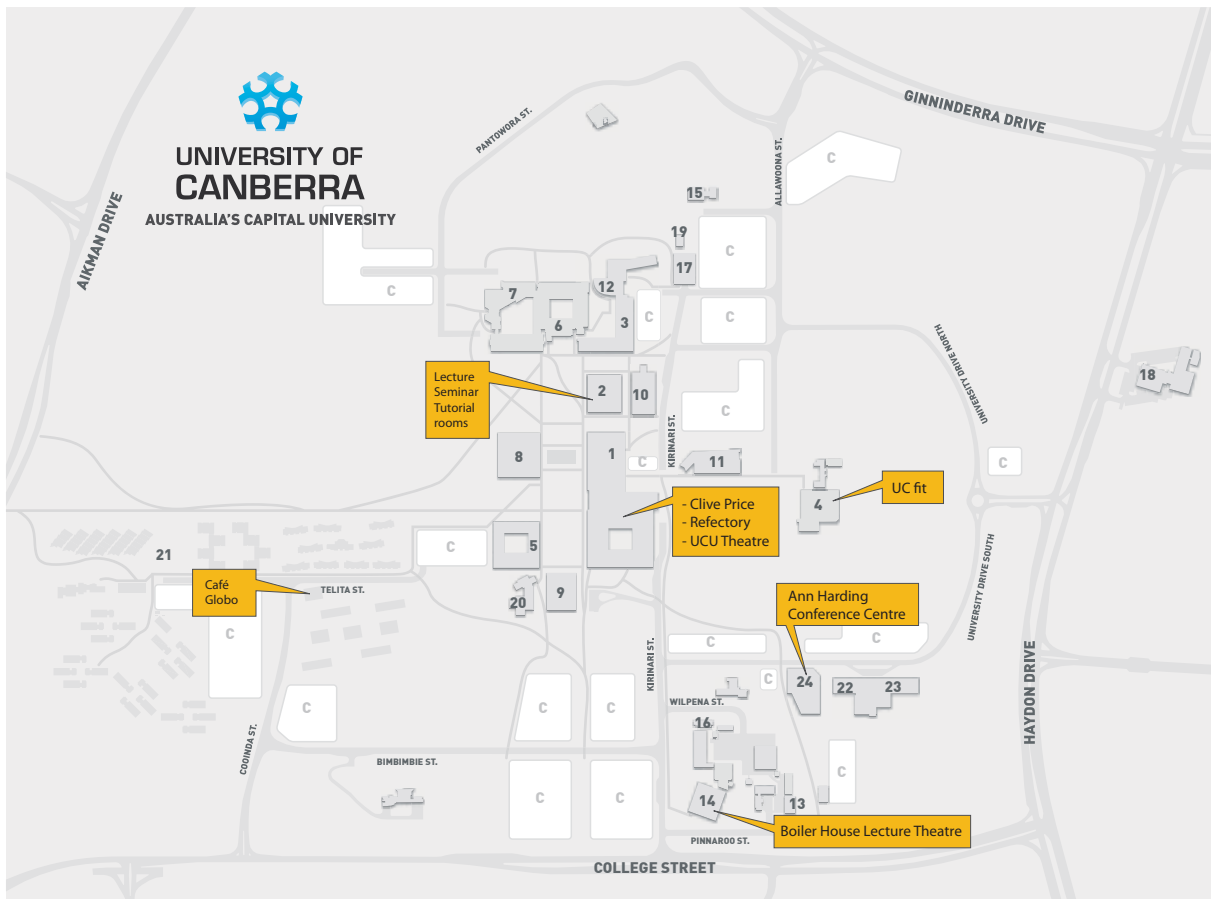 GINNINDERRA DRIVE
PANTOWORA ST.
UNIVERSITY OF
CANBERRA
AUSTRALIA'S CAPITAL UNIVERSITY
ALLAWOONA ST.
C
AIKMAN DRIVE
15
19
C
17
C
12
7
C
6
3
C
UNIVERSITY DRIVE NORTH
Lecture
Seminar
Tutorial
rooms
2
10
18
C
KIRINARI ST.
1
8
C
11
C
UC fit
4
- Clive Price
- Refectory
- UCU Theatre
5
C
21
Café
Globo
TELITA ST.
20
9
Ann Harding
Conference Centre
UNIVERSITY DRIVE SOUTH
C
C
C
KIRINARI ST.
HAYDON DRIVE
C
24
22
23
WILPENA ST.
C
C
C
16
COOINDA ST.
BIMBIMBIE ST.
C
C
C
14
13
Boiler House Lecture Theatre
PINNAROO ST.
COLLEGE STREET